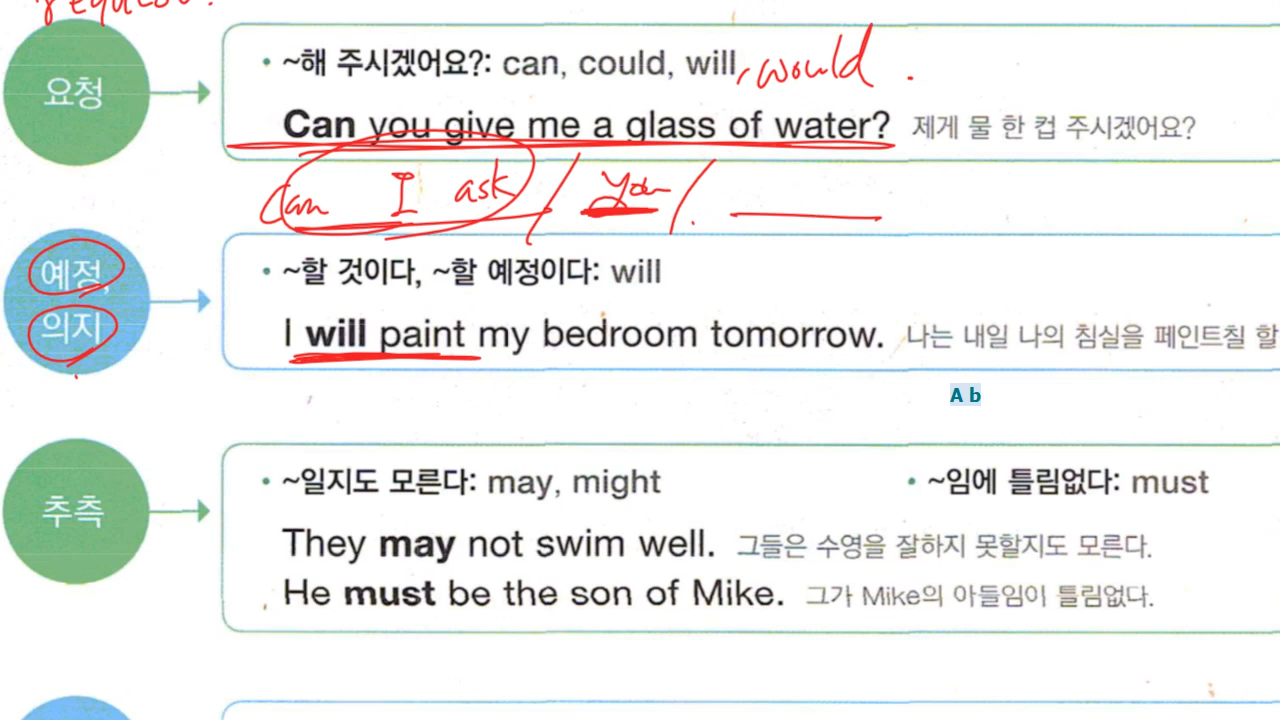 요청
• ~해 주시겠어요?: can, could, will, would.
Can you give me a glass of water? 제게 물 한 컵 주시겠어요?
Can I ask / you /.
예정,
의지
• ~할 것이다, ~할 예정이다: will
I will paint my bedroom tomorrow. 나는 내일 나의 침실을 페인트칠 할
A b
추측
• ~일지도 모른다: may, might • ~임에 틀림없다: must
They may not swim well. 그들은 수영을 잘하지 못할지도 모른다.
He must be the son of Mike. 그가 Mike의 아들임이 틀림없다.